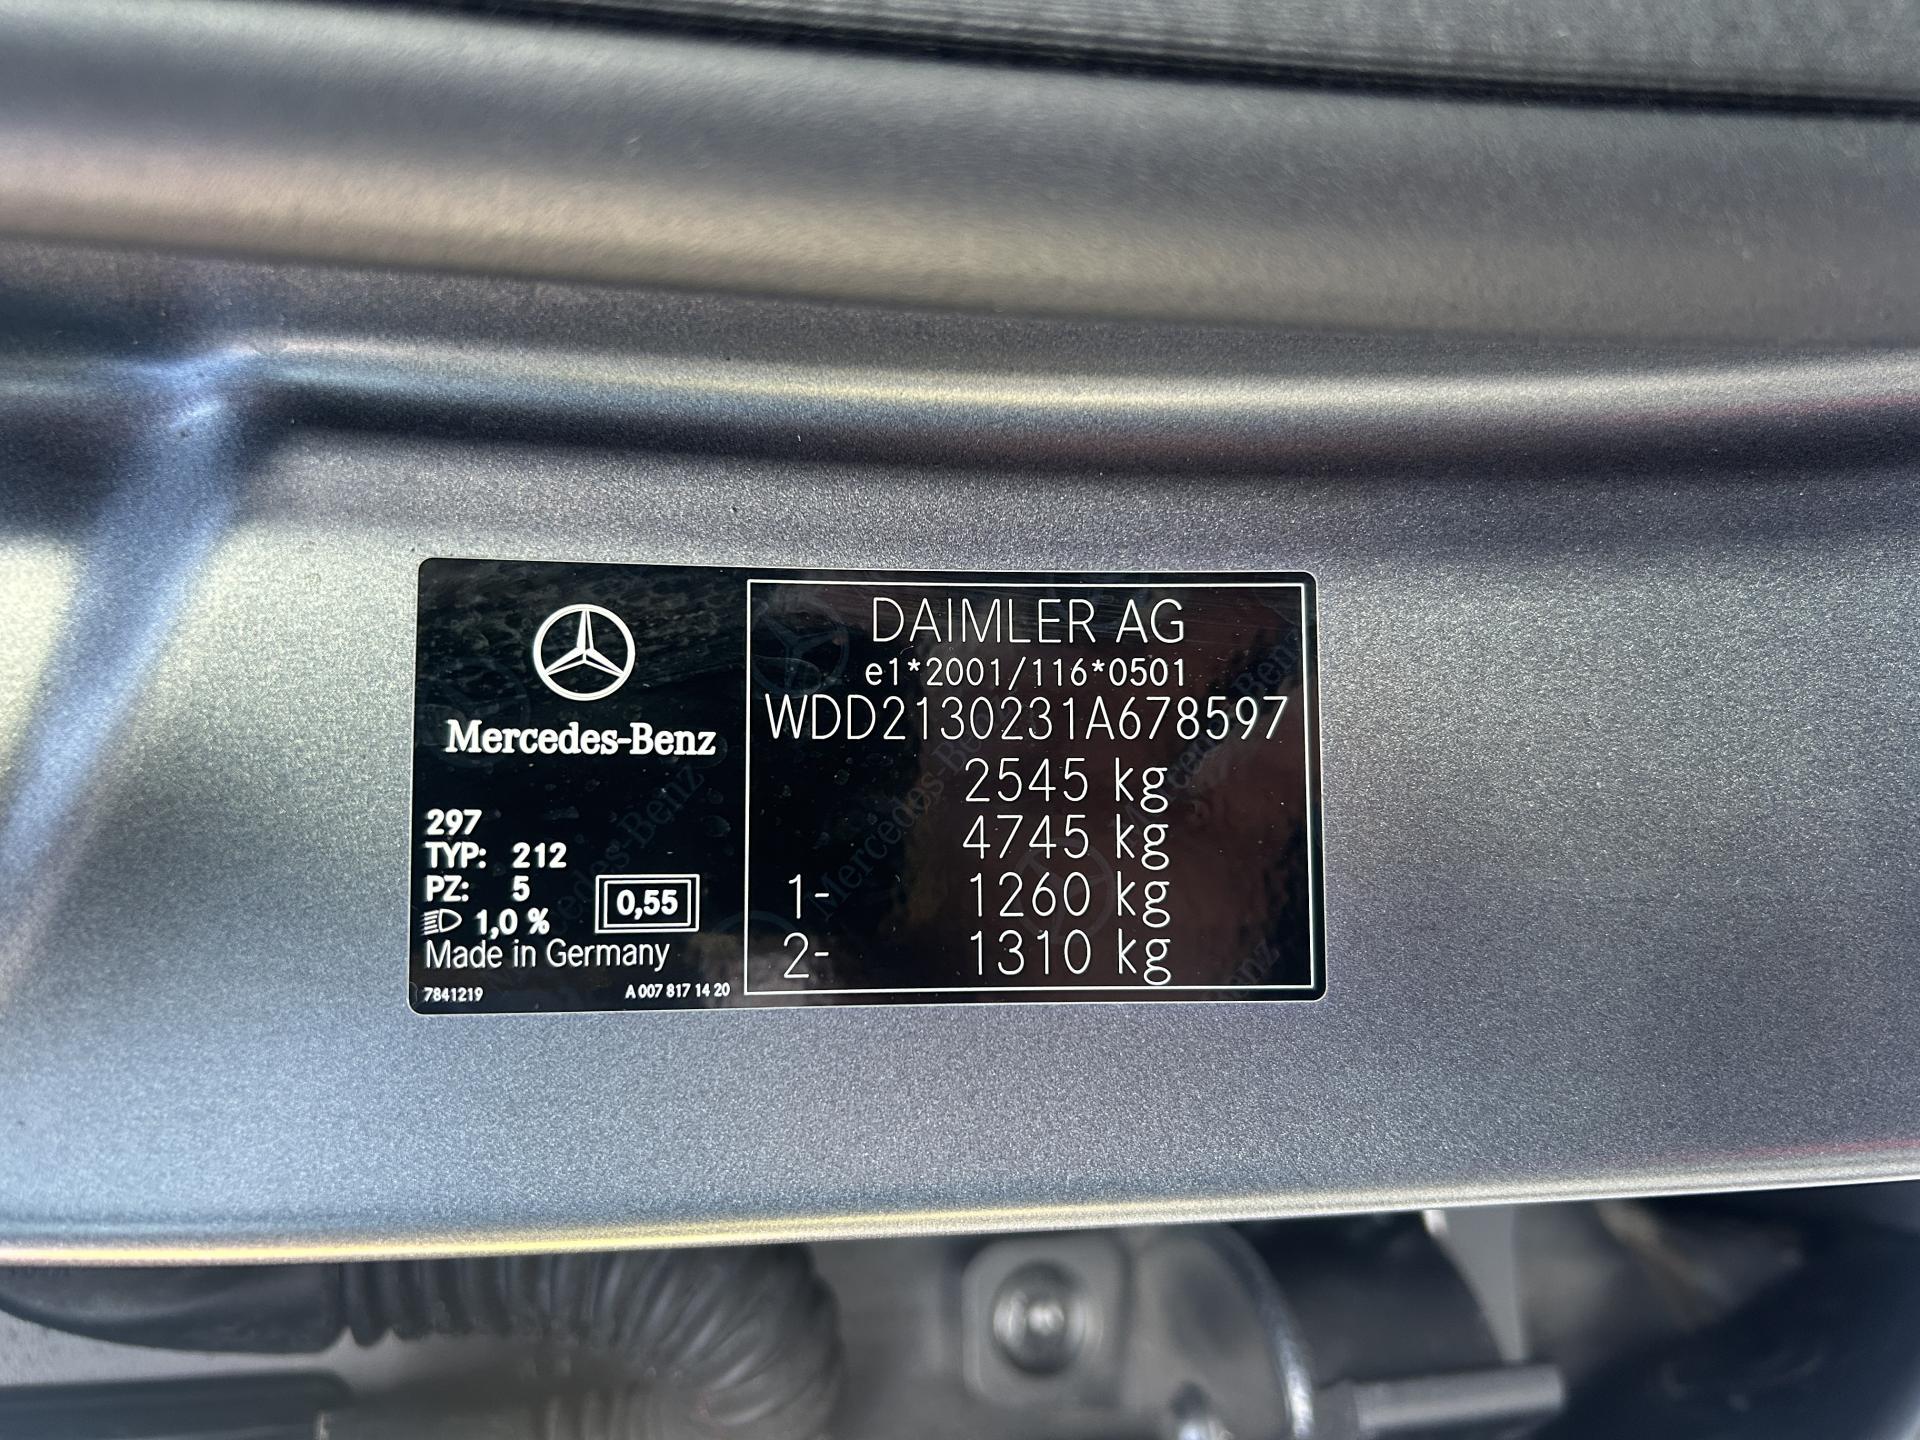 Mercedes-Benz
297
TYP: 212
PZ: 5
1,0 %
0,55
Made in Germany
7841219
A 007 817 14 20
DAIMLER AG
e1*2001/116*0501
WDD2130231A678597
2545 kg
4745 kg
1- 1260 kg
2- 1310 kg